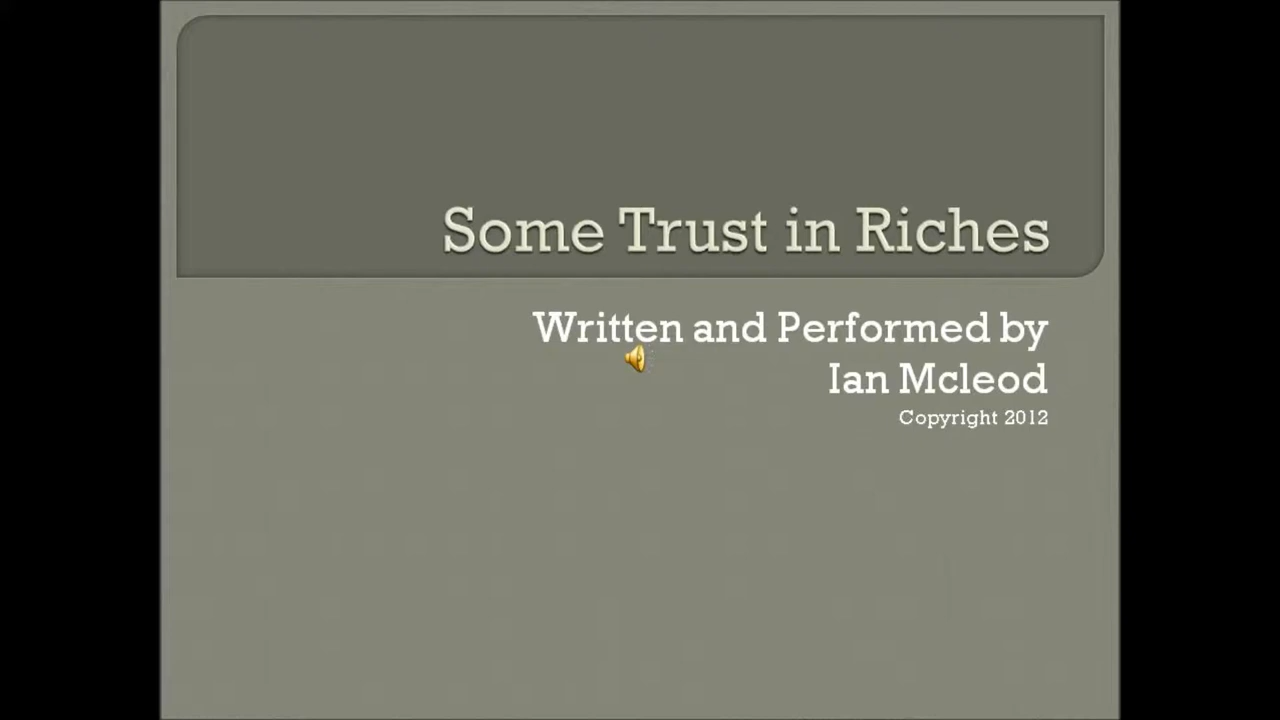 Some Trust in Riches
Written and Performed by
Ian Mcleod
Copyright 2012